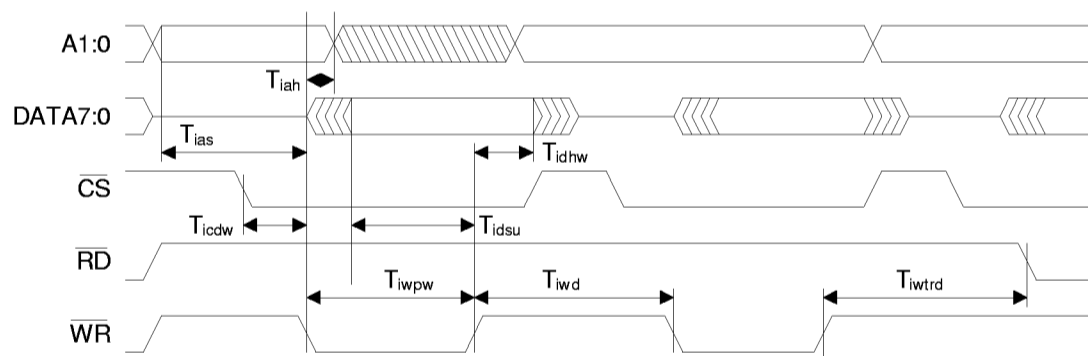 A1:0
Tiah
DATA7:0
Tias
Tidhw
CS
Ticdw
Tidsu
RD
Tiwpw
Tiwd
Tiwtrd
WR